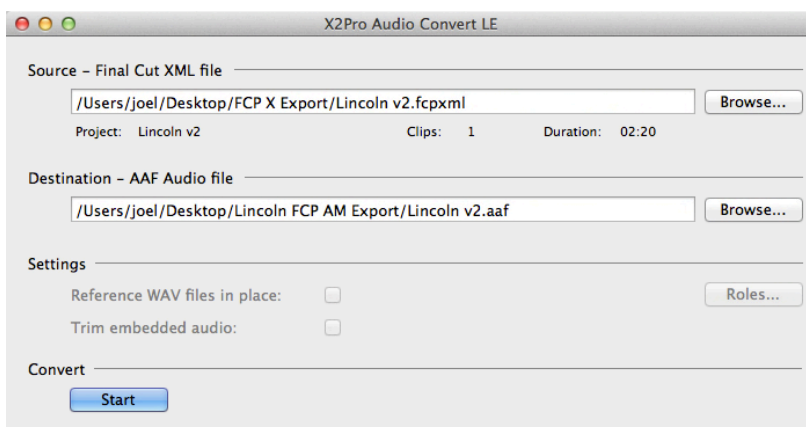 X2Pro Audio Convert LE
Source – Final Cut XML file
/Users/joel/Desktop/FCP X Export/Lincoln v2.fcpxml Browse...
Project: Lincoln v2 Clips: 1 Duration: 02:20
Destination – AAF Audio file
/Users/joel/Desktop/Lincoln FCP AM Export/Lincoln v2.aaf Browse...
Settings
Reference WAV files in place: Roles...
Trim embedded audio:
Convert
Start